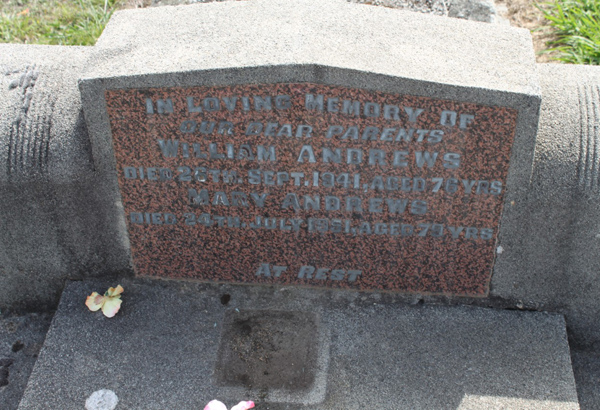 In Loving Memory Of
Our Dear Parents
William Andrews
Died Sept. 1941, Aged 76 Yrs
Mary Andrews
Died 24th July 1951, Aged 79 Yrs
At Rest